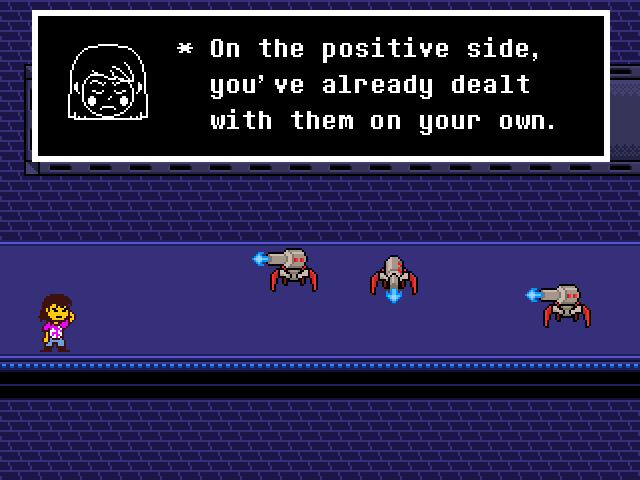 * On the positive side,
you've already dealt
with them on your own.